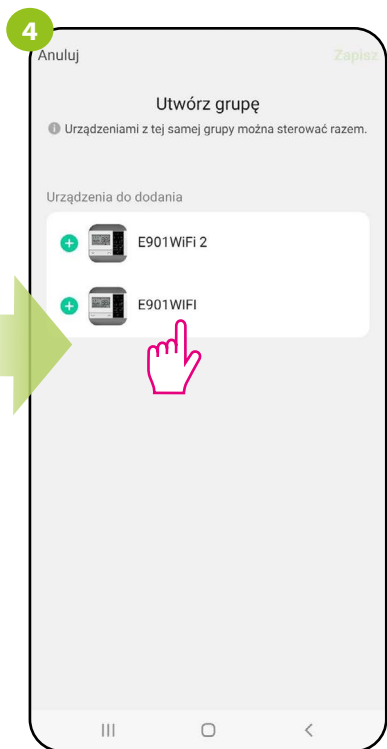 4
Anuluj Zapisz
Utwórz grupę
Urządzeniami z tej samej grupy można sterować razem.
Urządzenia do dodania
E901WiFi 2
E901WIFI